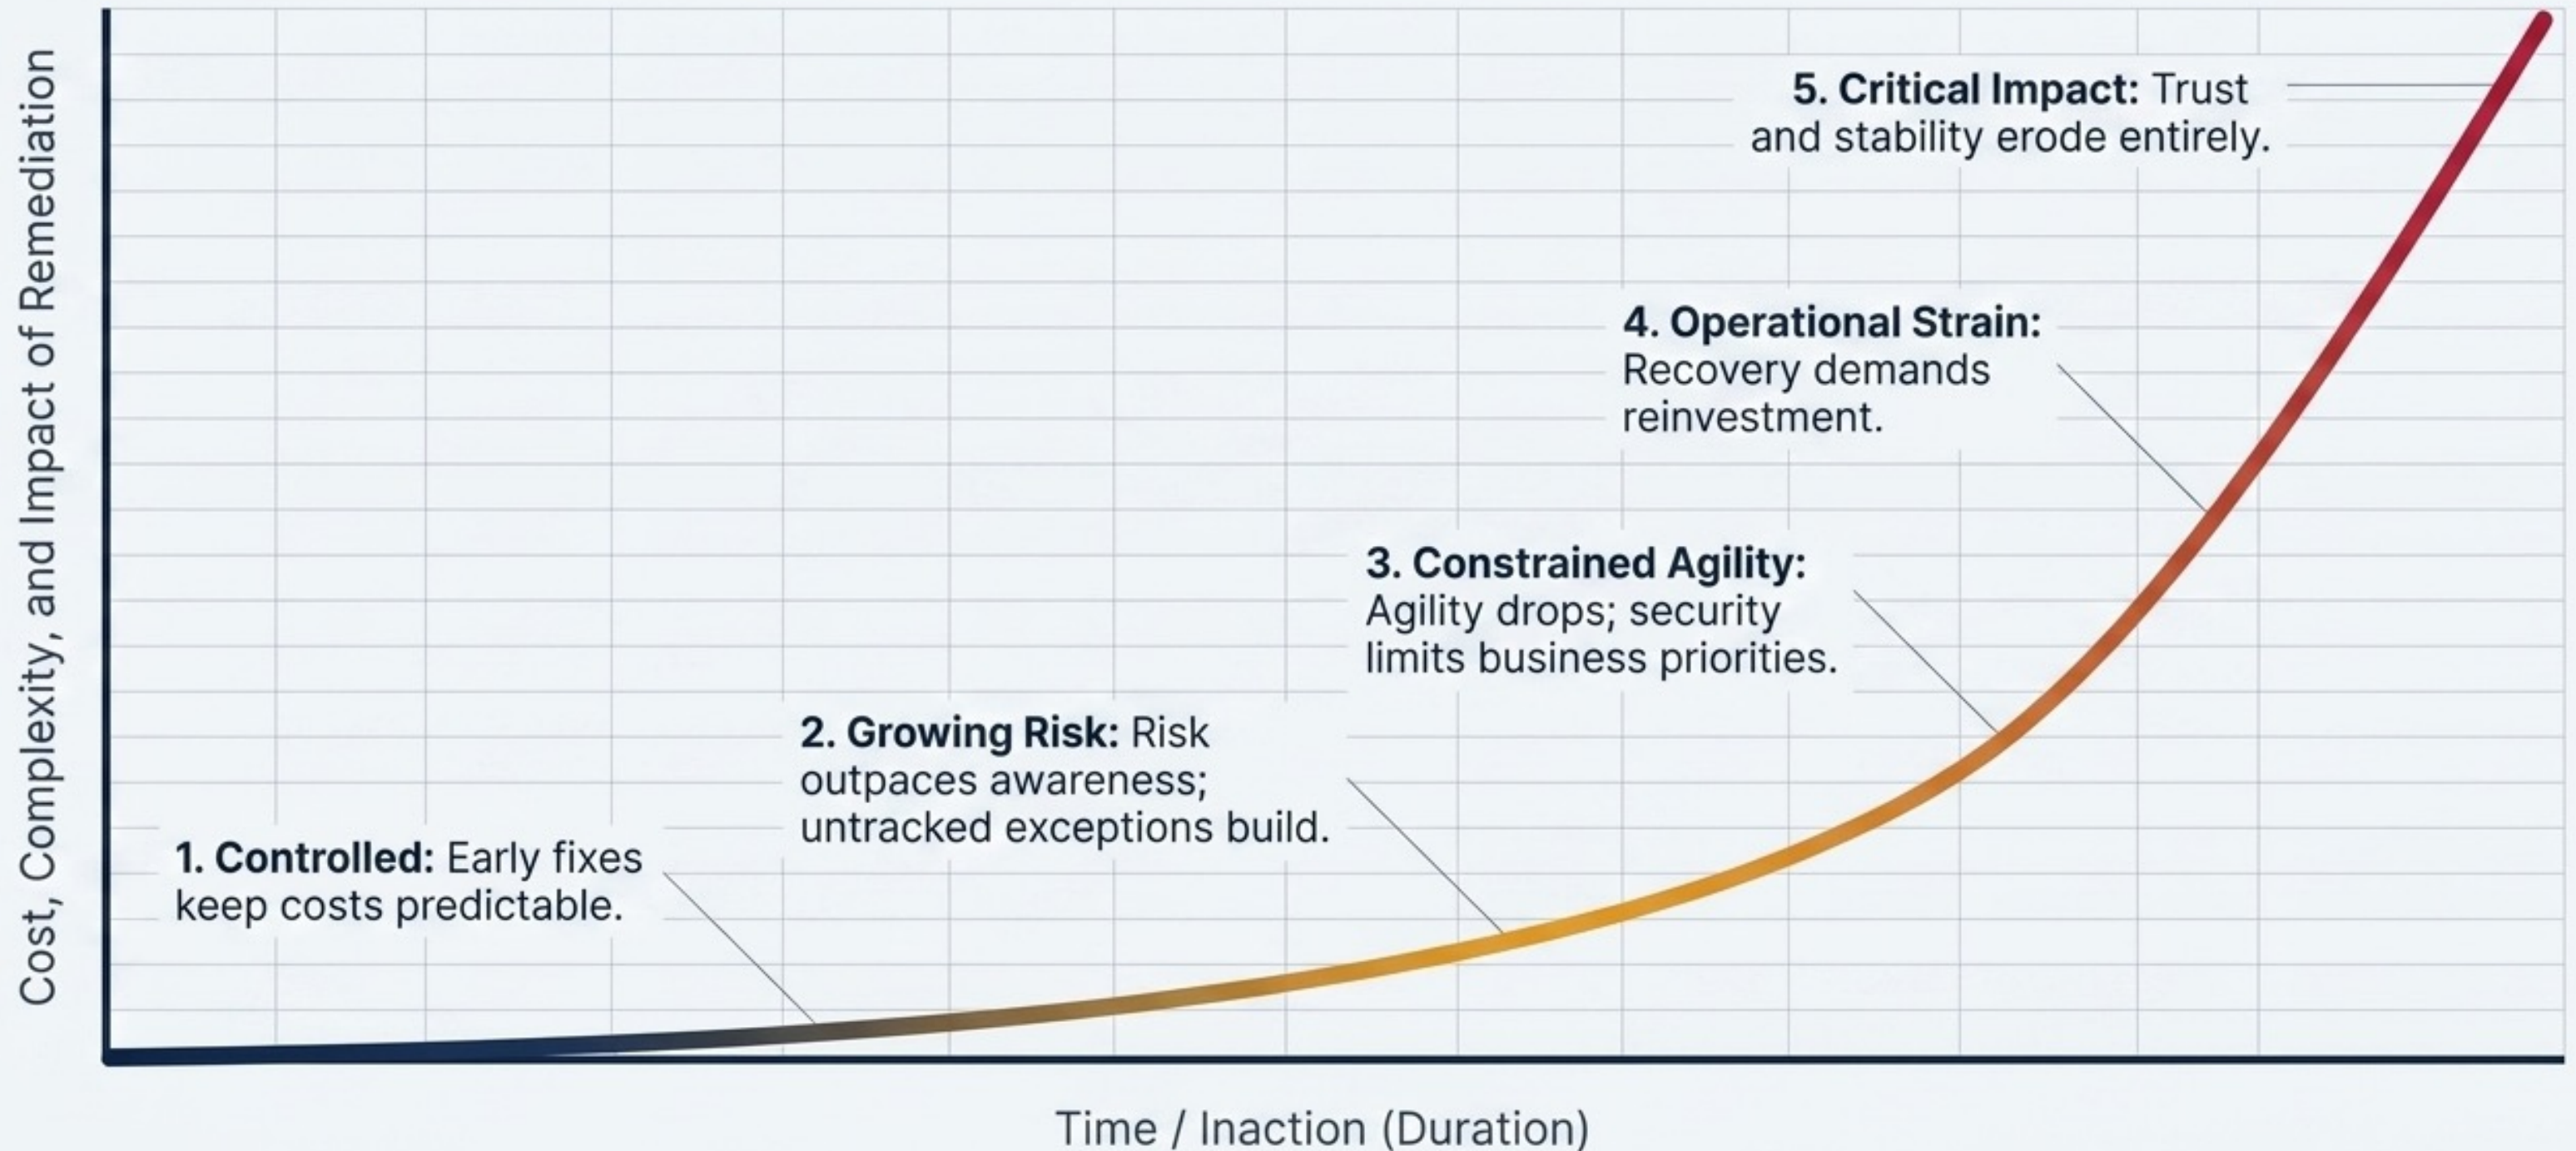 Cost, Complexity, and Impact of Remediation
5. Critical Impact: Trust
and stability erode entirely.
4. Operational Strain:
Recovery demands
reinvestment.
3. Constrained Agility:
Agility drops; security
limits business priorities.
2. Growing Risk: Risk
outpaces awareness;
untracked exceptions build.
1. Controlled: Early fixes
keep costs predictable.
Time / Inaction (Duration)